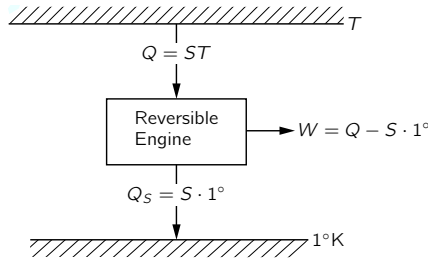 T
Q = ST
Reversible
Engine
W = Q − S · 1°
Q_S = S · 1°
1°K